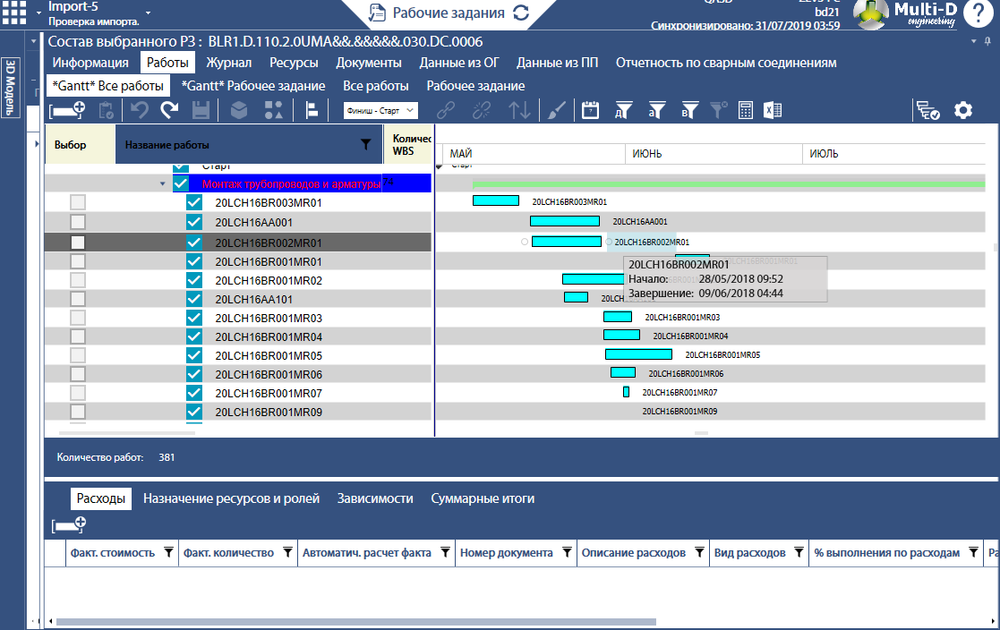 Import-5
Проверка импорта.
Рабочие задания
bd21
Синхронизировано: 31/07/2019 03:59
Multi-D
engineering
?
3D Модель
Состав выбранного РЗ : BLR1.D.110.2.0UMA&&.&&&&&.030.DC.0006
Информация Работы Журнал Ресурсы Документы Данные из ОГ Данные из ПП Отчетность по сварным соединениям
*Gantt* Все работы *Gantt* Рабочее задание Все работы Рабочее задание
Финиш - Старт
Выбор Название работы Количес
WBS
МАЙ ИЮНЬ ИЮЛЬ
Старт Старт
Монтаж трубопроводов и арматуры 74
20LCH16BR003MR01 20LCH16BR003MR01
20LCH16AA001 20LCH16AA001
20LCH16BR002MR01 20LCH16BR002MR01
20LCH16BR001MR01
20LCH16BR002MR01
Начало: 28/05/2018 09:52
Завершение: 09/06/2018 04:44
20LCH16BR001MR02
20LCH16AA101
20LCH16BR001MR03 20LCH16BR001MR03
20LCH16BR001MR04 20LCH16BR001MR04
20LCH16BR001MR05 20LCH16BR001MR05
20LCH16BR001MR06 20LCH16BR001MR06
20LCH16BR001MR07 20LCH16BR001MR07
20LCH16BR001MR09 20LCH16BR001MR09
Количество работ: 381
Расходы Назначение ресурсов и ролей Зависимости Суммарные итоги
Факт. стоимость Факт. количество Автоматич. расчет факта Номер документа Описание расходов Вид расходов % выполнения по расходам Ра